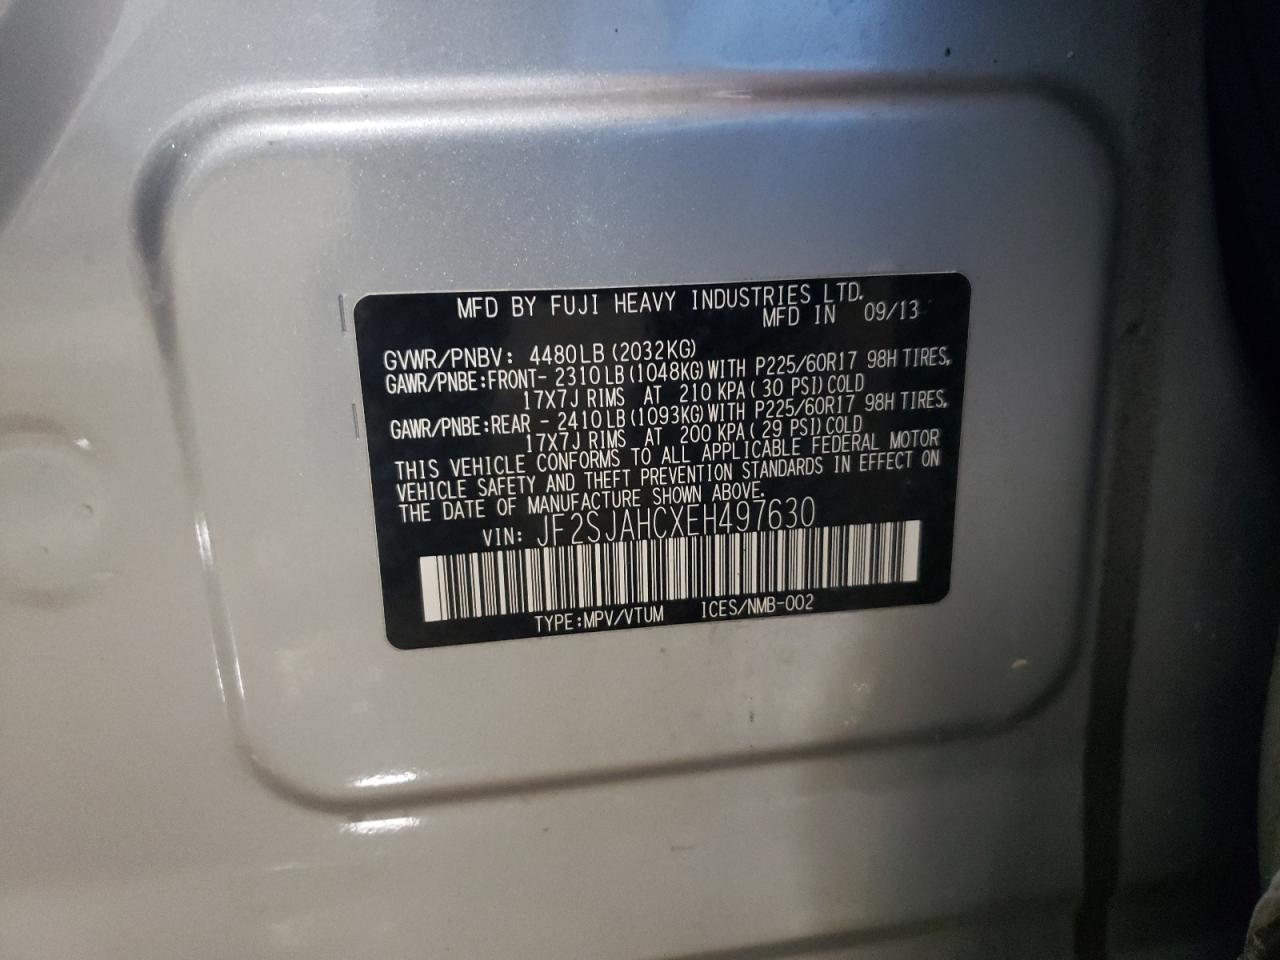 MFD BY FUJI HEAVY INDUSTRIES LTD.
MFD IN 09/13
GVWR/PNBV: 4480LB (2032KG)
GAWR/PNBE:FRONT- 2310LB (1048KG) WITH P225/60R17 98H TIRES,
17X7J RIMS AT 210 KPA (30 PSI) COLD
GAWR/PNBE:REAR - 2410LB (1093KG) WITH P225/60R17 98H TIRES,
17X7J RIMS AT 200 KPA (29 PSI) COLD
THIS VEHICLE CONFORMS TO ALL APPLICABLE FEDERAL MOTOR
VEHICLE SAFETY AND THEFT PREVENTION STANDARDS IN EFFECT ON
THE DATE OF MANUFACTURE SHOWN ABOVE.
VIN: JF2SJAHCXEH497630
TYPE:MPV/VTUM ICES/NMB-002